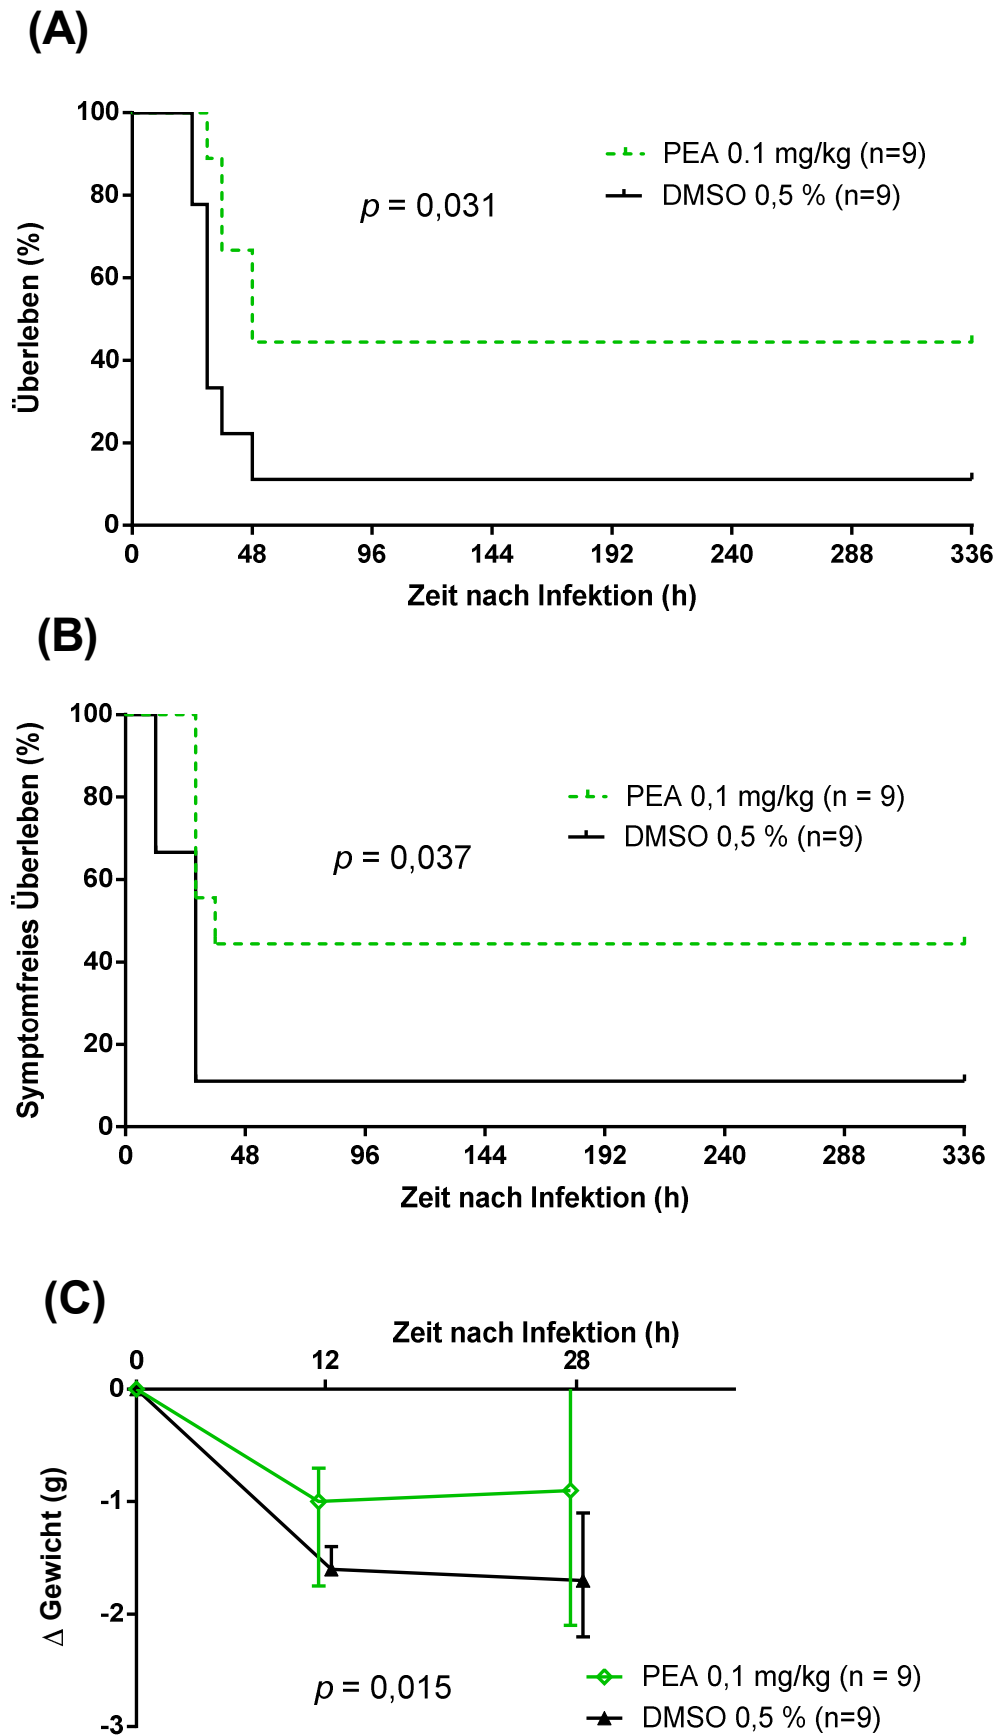 (A)
100
80
60
40
20
0
Überleben (%)
p = 0,031
PEA 0.1 mg/kg (n=9)
DMSO 0,5 % (n=9)
0 48 96 144 192 240 288 336
Zeit nach Infektion (h)
(B)
100
80
60
40
20
0
Symptomfreies Überleben (%)
p = 0,037
PEA 0,1 mg/kg (n = 9)
DMSO 0,5 % (n=9)
0 48 96 144 192 240 288 336
Zeit nach Infektion (h)
(C)
Zeit nach Infektion (h)
0 12 28
0
-1
-2
-3
Δ Gewicht (g)
p = 0,015
PEA 0,1 mg/kg (n = 9)
DMSO 0,5 % (n=9)